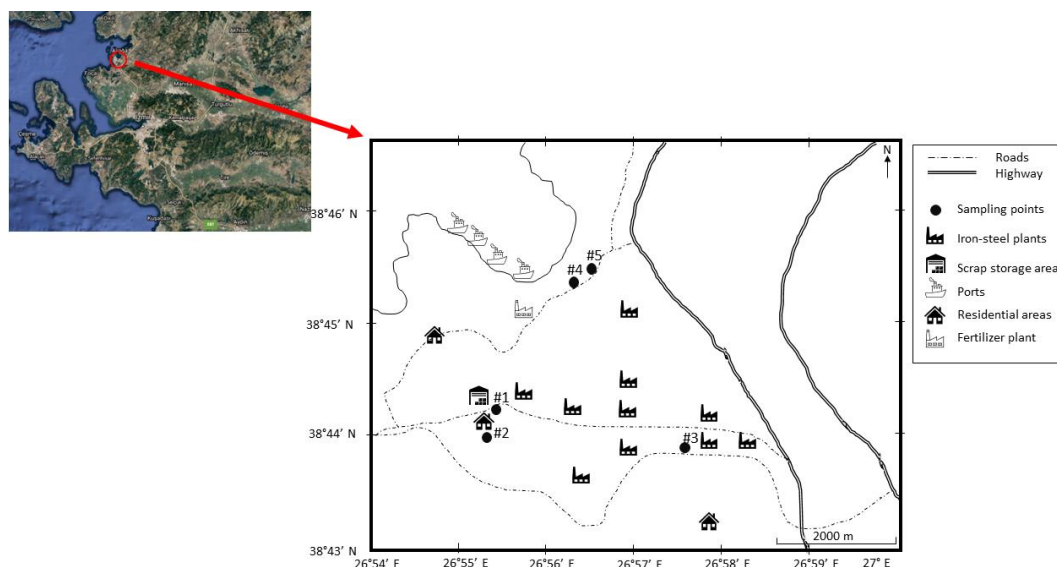 N
Roads
Highway
Sampling points
Iron-steel plants
Scrap storage area
Ports
Residential areas
Fertilizer plant
38°46’ N
38°45’ N
38°44’ N
38°43’ N
#5
#4
#1
#2
#3
2000 m
26°54’ E
26°55’ E
26°56’ E
26°57’ E
26°58’ E
26°59’ E
27° E